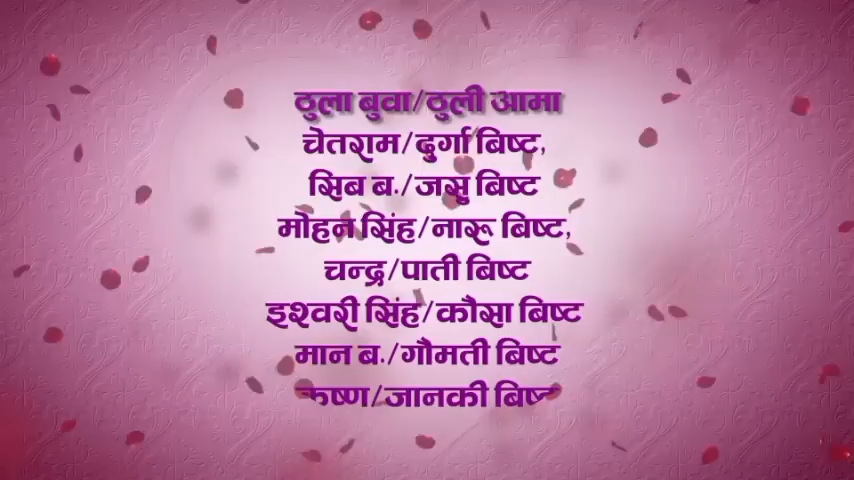 ठुला बुवा/ठुली आमा
चेतराम/दुर्गा बिष्ट,
सिब ब./जसु बिष्ट
मोहन सिंह/नारू बिष्ट,
चन्द्र/पाती बिष्ट
इश्वरी सिंह/कौसा बिष्ट
मान ब./गौमती बिष्ट
कृष्ण/जानकी बिष्ट